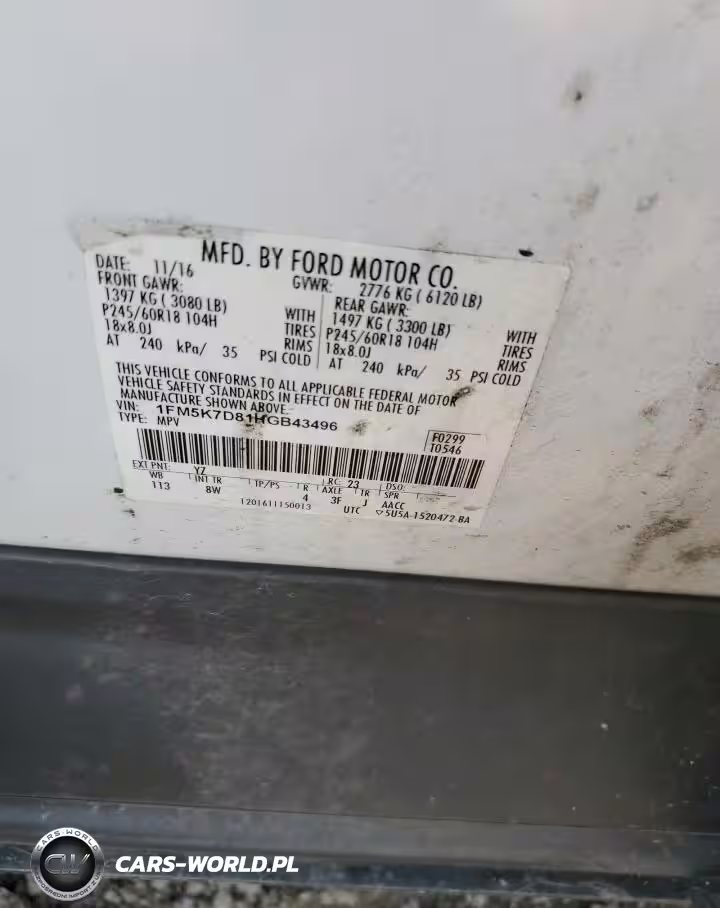 MFD. BY FORD MOTOR CO.
DATE: 11/16
GVWR: 2776 KG ( 6120 LB)
FRONT GAWR:
REAR GAWR:
1397 KG ( 3080 LB) WITH
1497 KG ( 3300 LB) WITH
P245/60R18 104H TIRES
P245/60R18 104H TIRES
18x8.0J RIMS
18x8.0J RIMS
AT 240 kPa/ 35 PSI COLD
AT 240 kPa/ 35 PSI COLD
THIS VEHICLE CONFORMS TO ALL APPLICABLE FEDERAL MOTOR
VEHICLE SAFETY STANDARDS IN EFFECT ON THE DATE OF
MANUFACTURE SHOWN ABOVE.
VIN: 1FM5K7D81HGB43496
TYPE: MPV
F0299
T0546
EXT PNT: YZ RC: 23 DSO:
WB INT TR TP/PS R AXLE TR SPR
113 8W 4 3F J AACC
1201611150013
UTC ▽5U5A-1520472-BA
CARS-WORLD
CW
CARS-WORLD.PL